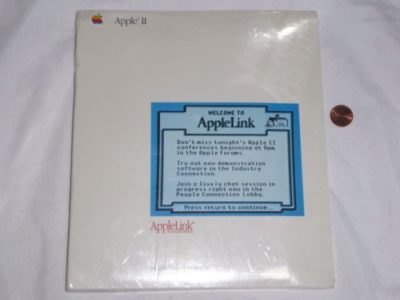 Apple® II
WELCOME TO
AppleLink
Don't miss tonight's Apple II
conferences beginning at 9pm
in the Apple Forums.
Try out new demonstration
software in the Industry
Connection.
Join a lively chat session in
progress right now in the
People Connection Lobby.
Press return to continue...
AppleLink